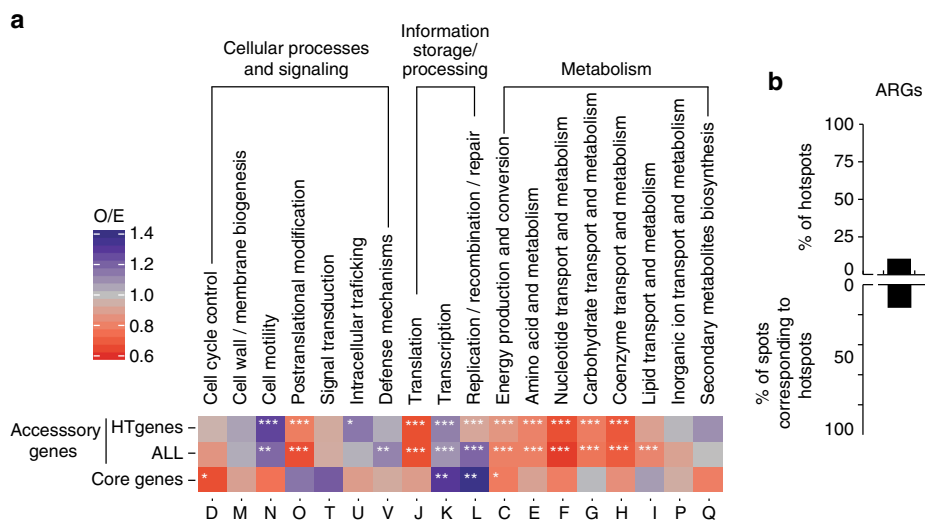 a
Cellular processes
and signaling
Information
storage/
processing
Metabolism
b
ARGs
O/E
1.4
1.2
1.0
0.8
0.6
Cell cycle control
Cell wall / membrane biogenesis
Cell motility
Postranslational modification
Signal transduction
Intracellular traficking
Defense mechanisms
Translation
Transcription
Replication / recombination / repair
Energy production and conversion
Amino acid and metabolism
Nucleotide transport and metabolism
Carbohydrate transport and metabolism
Coenzyme transport and metabolism
Lipid transport and metabolism
Inorganic ion transport and metabolism
Secondary metabolites biosynthesis
% of hotspots
100
75
50
25
0
% of spots
corresponding to
hotspots
0
50
75
100
Accesssory
genes
HTgenes
*** *** * *** *** *** *** *** *** *** ***
ALL
** *** ** *** *** *** *** *** *** *** *** ***
Core genes
* ** ** *
D M N O T U V J K L C E F G H I P Q